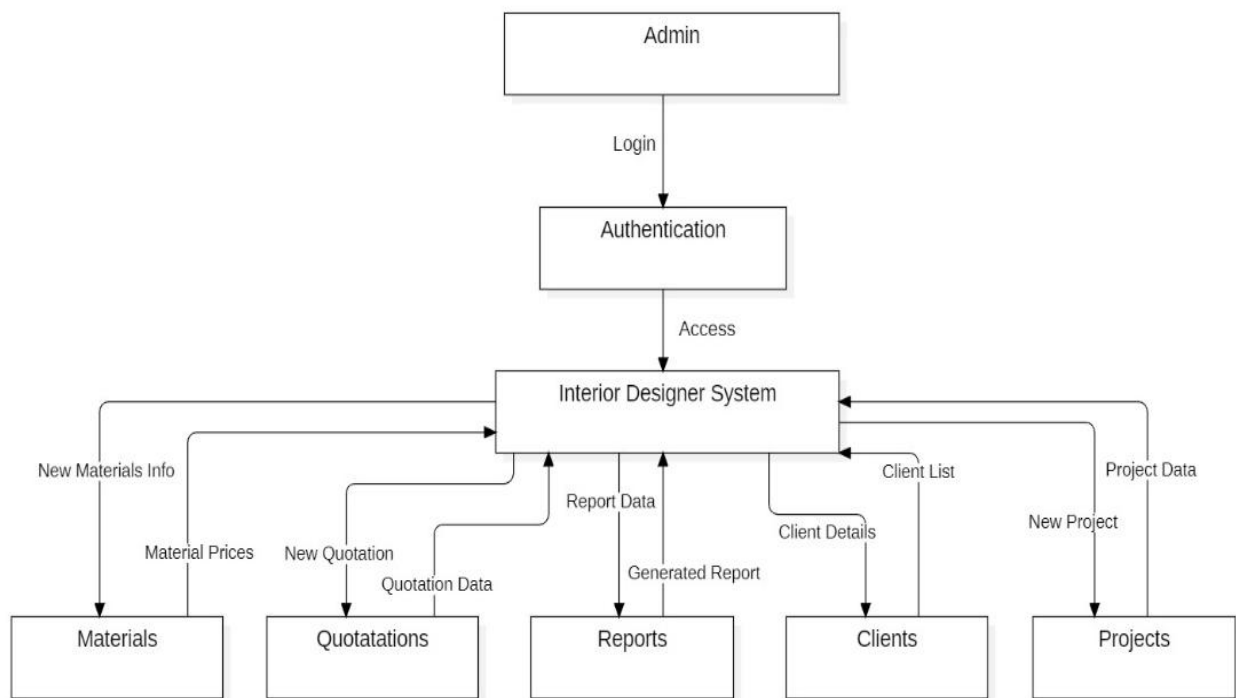 Admin
Login
Authentication
Access
Interior Designer System
New Materials Info
Report Data
Client List
Project Data
Client Details
New Project
Material Prices
New Quotation
Quotation Data
Generated Report
Materials
Quotatations
Reports
Clients
Projects